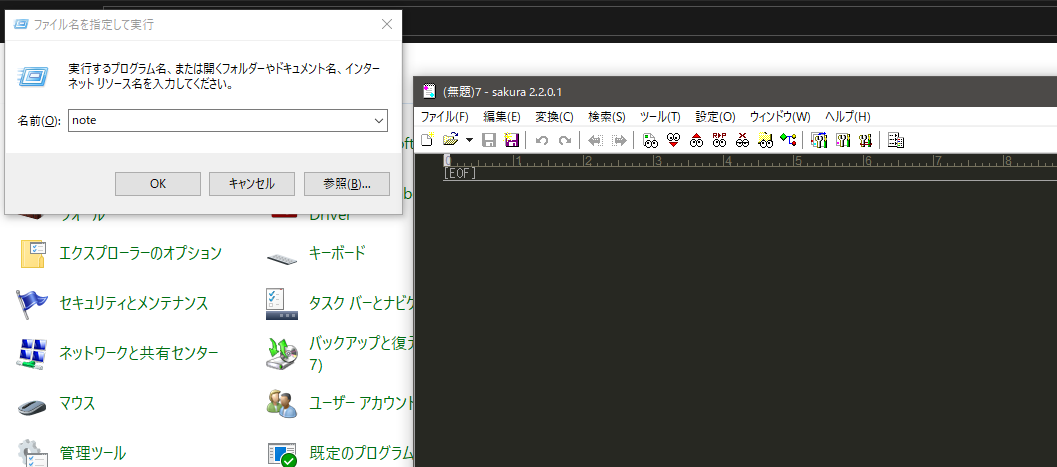 ファイル名を指定して実行
実行するプログラム名、または開くフォルダーやドキュメント名、インター
ネット リソース名を入力してください。
名前(O):
note
OK
キャンセル
参照(B)...
(無題)7 - sakura 2.2.0.1
ファイル(F) 編集(E) 変換(C) 検索(S) ツール(T) 設定(O) ウィンドウ(W) ヘルプ(H)
0 1 2 3 4 5 6 7 8
[EOF]
Driver
エクスプローラーのオプション
キーボード
セキュリティとメンテナンス
タスク バーとナビゲ
ネットワークと共有センター
バックアップと復元
7)
マウス
ユーザー アカウント
管理ツール
既定のプログラム